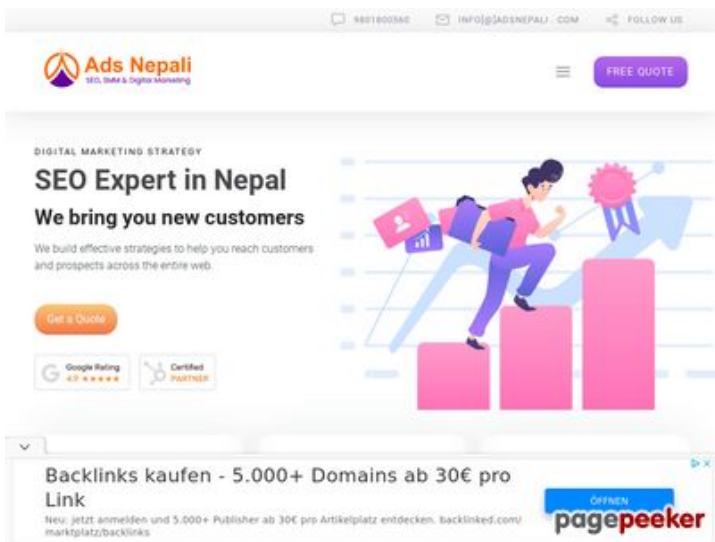 9801800360 INFO[@]ADSNEPALI . COM FOLLOW US
Ads Nepali
SEO, SMM & Digital Marketing
FREE QUOTE
DIGITAL MARKETING STRATEGY
SEO Expert in Nepal
We bring you new customers
We build effective strategies to help you reach customers
and prospects across the entire web.
Get a Quote
Google Rating
4.9 ★★★★★
Certified
PARTNER
Backlinks kaufen - 5.000+ Domains ab 30€ pro
Link
Neu: jetzt anmelden und 5.000+ Publisher ab 30€ pro Artikelplatz entdecken. backlinked.com/
marktplatz/backlinks
ÖFFNEN
pagepeeker